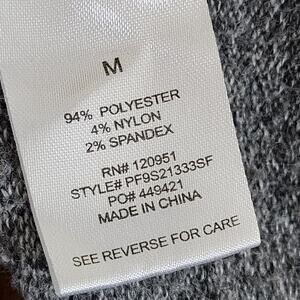 M
94% POLYESTER
4% NYLON
2% SPANDEX
RN# 120951
STYLE# PF9S21333SF
PO# 449421
MADE IN CHINA
SEE REVERSE FOR CARE